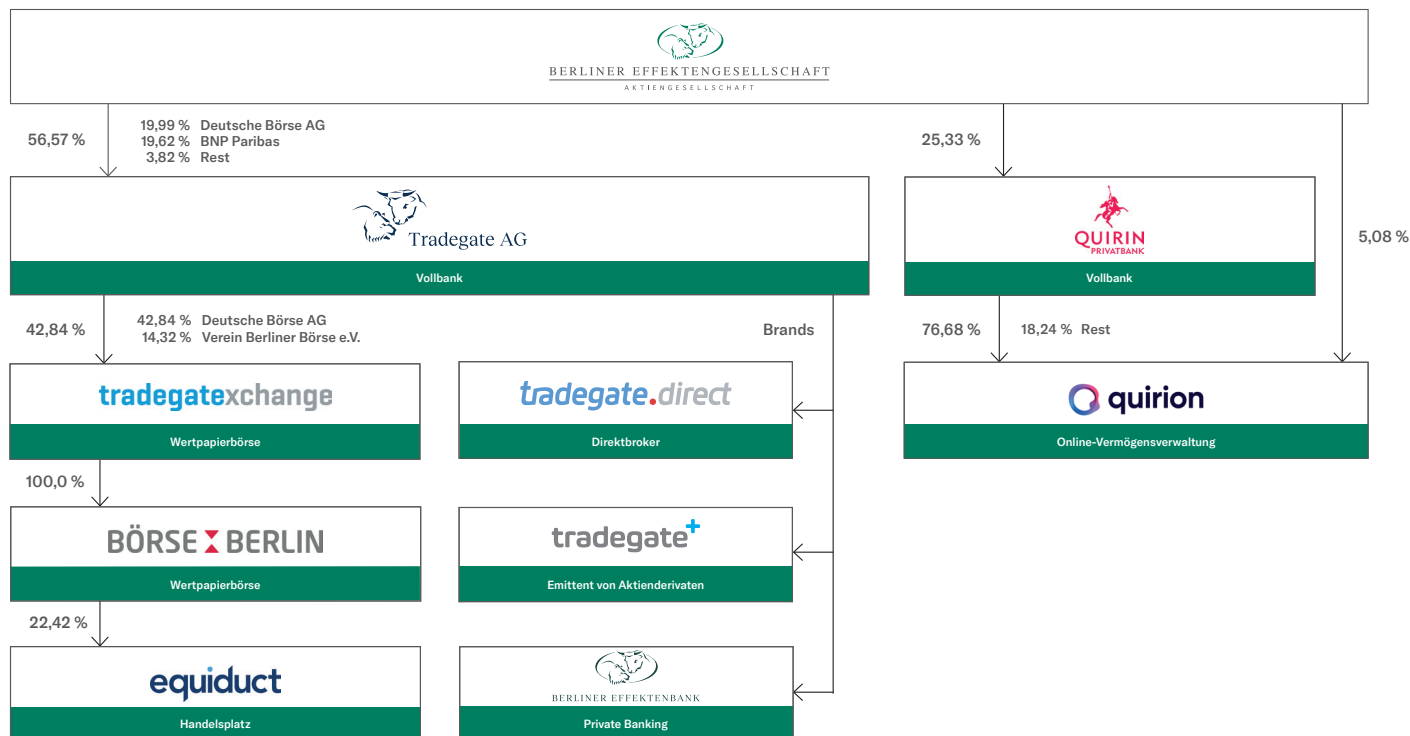 BERLINER EFFEKTENGESELLSCHAFT
AKTIENGESELLSCHAFT
56,57 %
19,99 % Deutsche Börse AG
19,62 % BNP Paribas
3,82 % Rest
25,33 %
5,08 %
Tradegate AG
Vollbank
QUIRIN
PRIVATBANK
Vollbank
42,84 %
42,84 % Deutsche Börse AG
14,32 % Verein Berliner Börse e.V.
Brands
76,68 %
18,24 % Rest
tradegatexchange
Wertpapierbörse
tradegate.direct
Direktbroker
quirion
Online-Vermögensverwaltung
100,0 %
BÖRSE BERLIN
Wertpapierbörse
tradegate+
Emittent von Aktienderivaten
22,42 %
equiduct
Handelsplatz
BERLINER EFFEKTENBANK
Private Banking